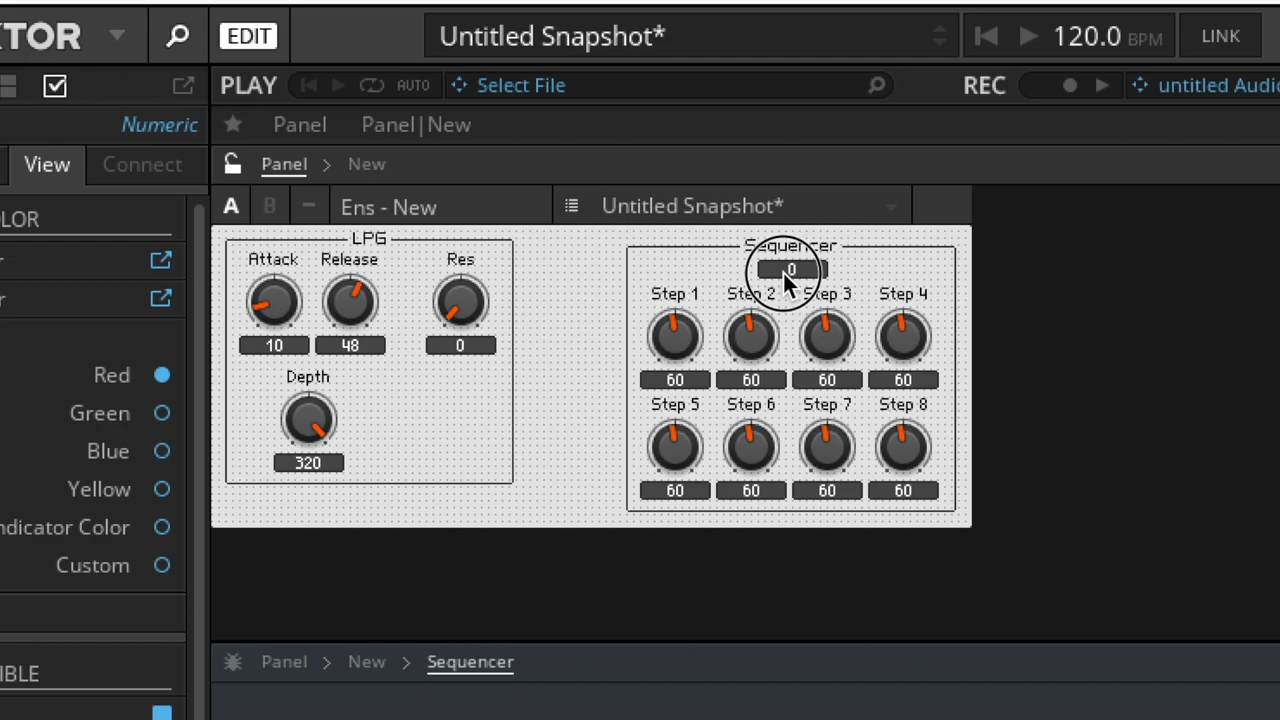 KTOR EDIT Untitled Snapshot* 120.0 BPM LINK
PLAY AUTO Select File REC untitled Audi
Numeric Panel Panel|New
View Connect Panel > New
A B Ens - New Untitled Snapshot*
OLOR
LPG
Sequencer
Attack Release Res
0
Step 1 Step 2 Step 3 Step 4
10 48 0
Depth
60 60 60 60
Step 5 Step 6 Step 7 Step 8
320
60 60 60 60
r
r
Red
Green
Blue
Yellow
ndicator Color
Custom
Panel > New > Sequencer
IBLE